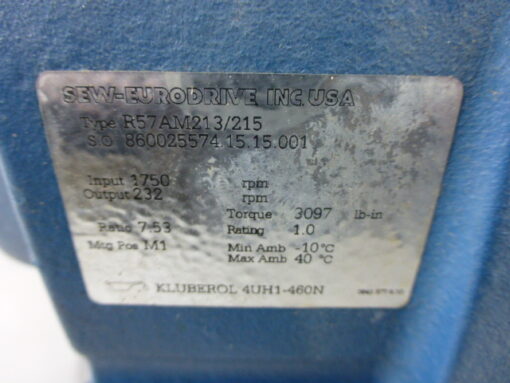 SEW-EURODRIVE INC. USA
Type R57AM213/215
S.O. 860025574.15.15.001
Input 1750 rpm
Output 232 rpm
Torque 3097 lb-in
Ratio 7.53 Rating 1.0
Mtg Pos M1 Min Amb -10 °C
Max Amb 40 °C
KLUBEROL 4UH1-460N